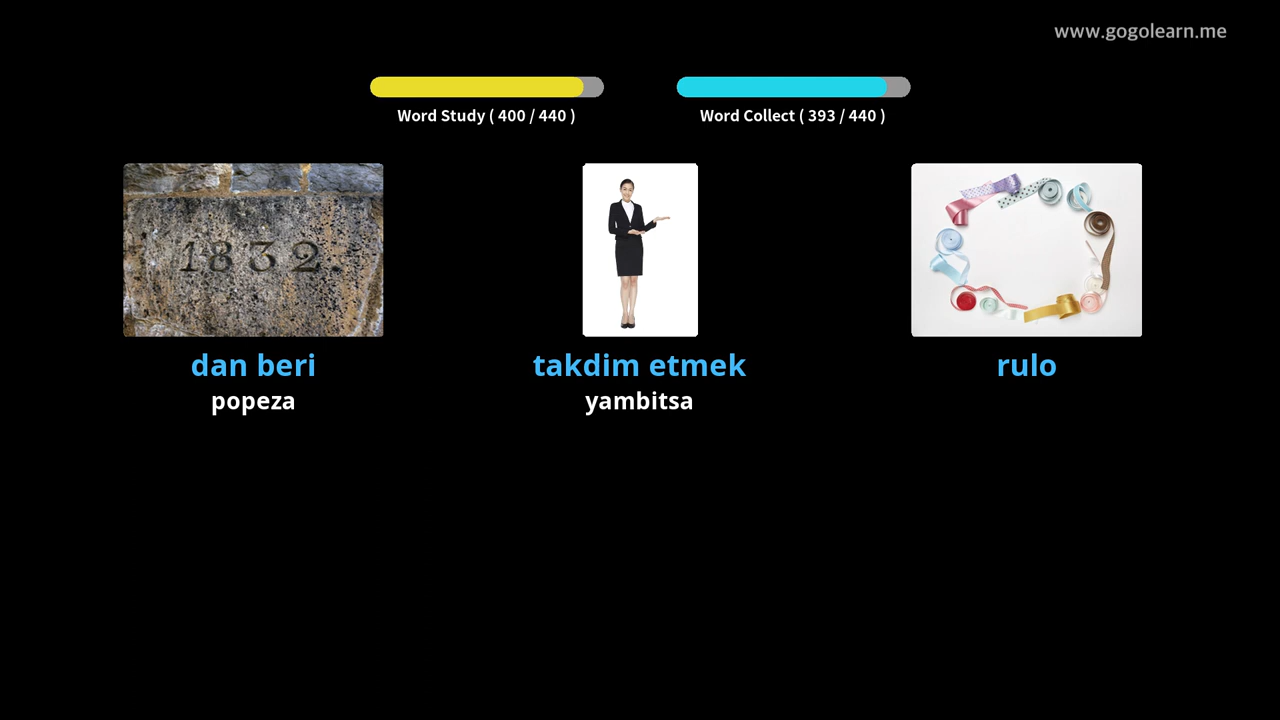 www.gogolearn.me
Word Study ( 400 / 440 )
Word Collect ( 393 / 440 )
1832.
dan beri
takdim etmek
rulo
popeza
yambitsa